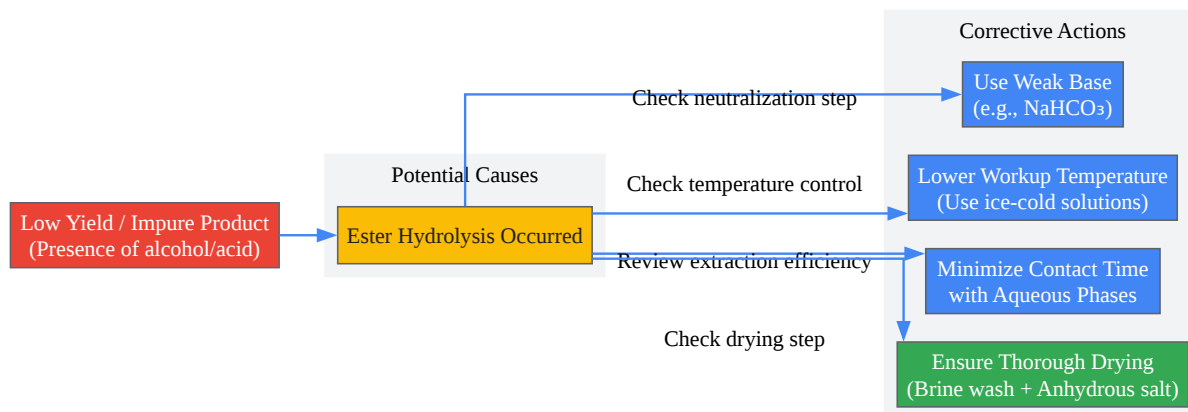 Low Yield / Impure Product
(Presence of alcohol/acid)
Potential Causes
Ester Hydrolysis Occurred
Check neutralization step
Check temperature control
Review extraction efficiency
Check drying step
Corrective Actions
Use Weak Base
(e.g., NaHCO₃)
Lower Workup Temperature
(Use ice-cold solutions)
Minimize Contact Time
with Aqueous Phases
Ensure Thorough Drying
(Brine wash + Anhydrous salt)